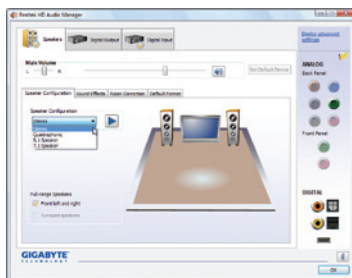 Realtek HD Audio Manager
Speakers
Digital Output
Digital Input
Device advanced settings
Main Volume
L
R
Set Default Device
ANALOG
Back Panel
Speaker Configuration
Sound Effects
Room Correction
Default Format
Speaker Configuration
Stereo
Stereo
Quadraphonic
5.1 Speaker
7.1 Speaker
Front Panel
Full-range Speakers
Front left and right
Surround speakers
DIGITAL
GIGABYTE
TECHNOLOGY
OK